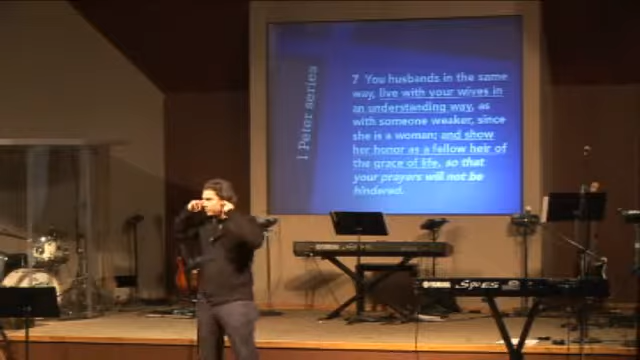 I Peter series
7 You husbands in the same
way, live with your wives in
an understanding way, as
with someone weaker, since
she is a woman; and show
her honor as a fellow heir of
the grace of life, so that
your prayers will not be
hindered.
YAMAHA